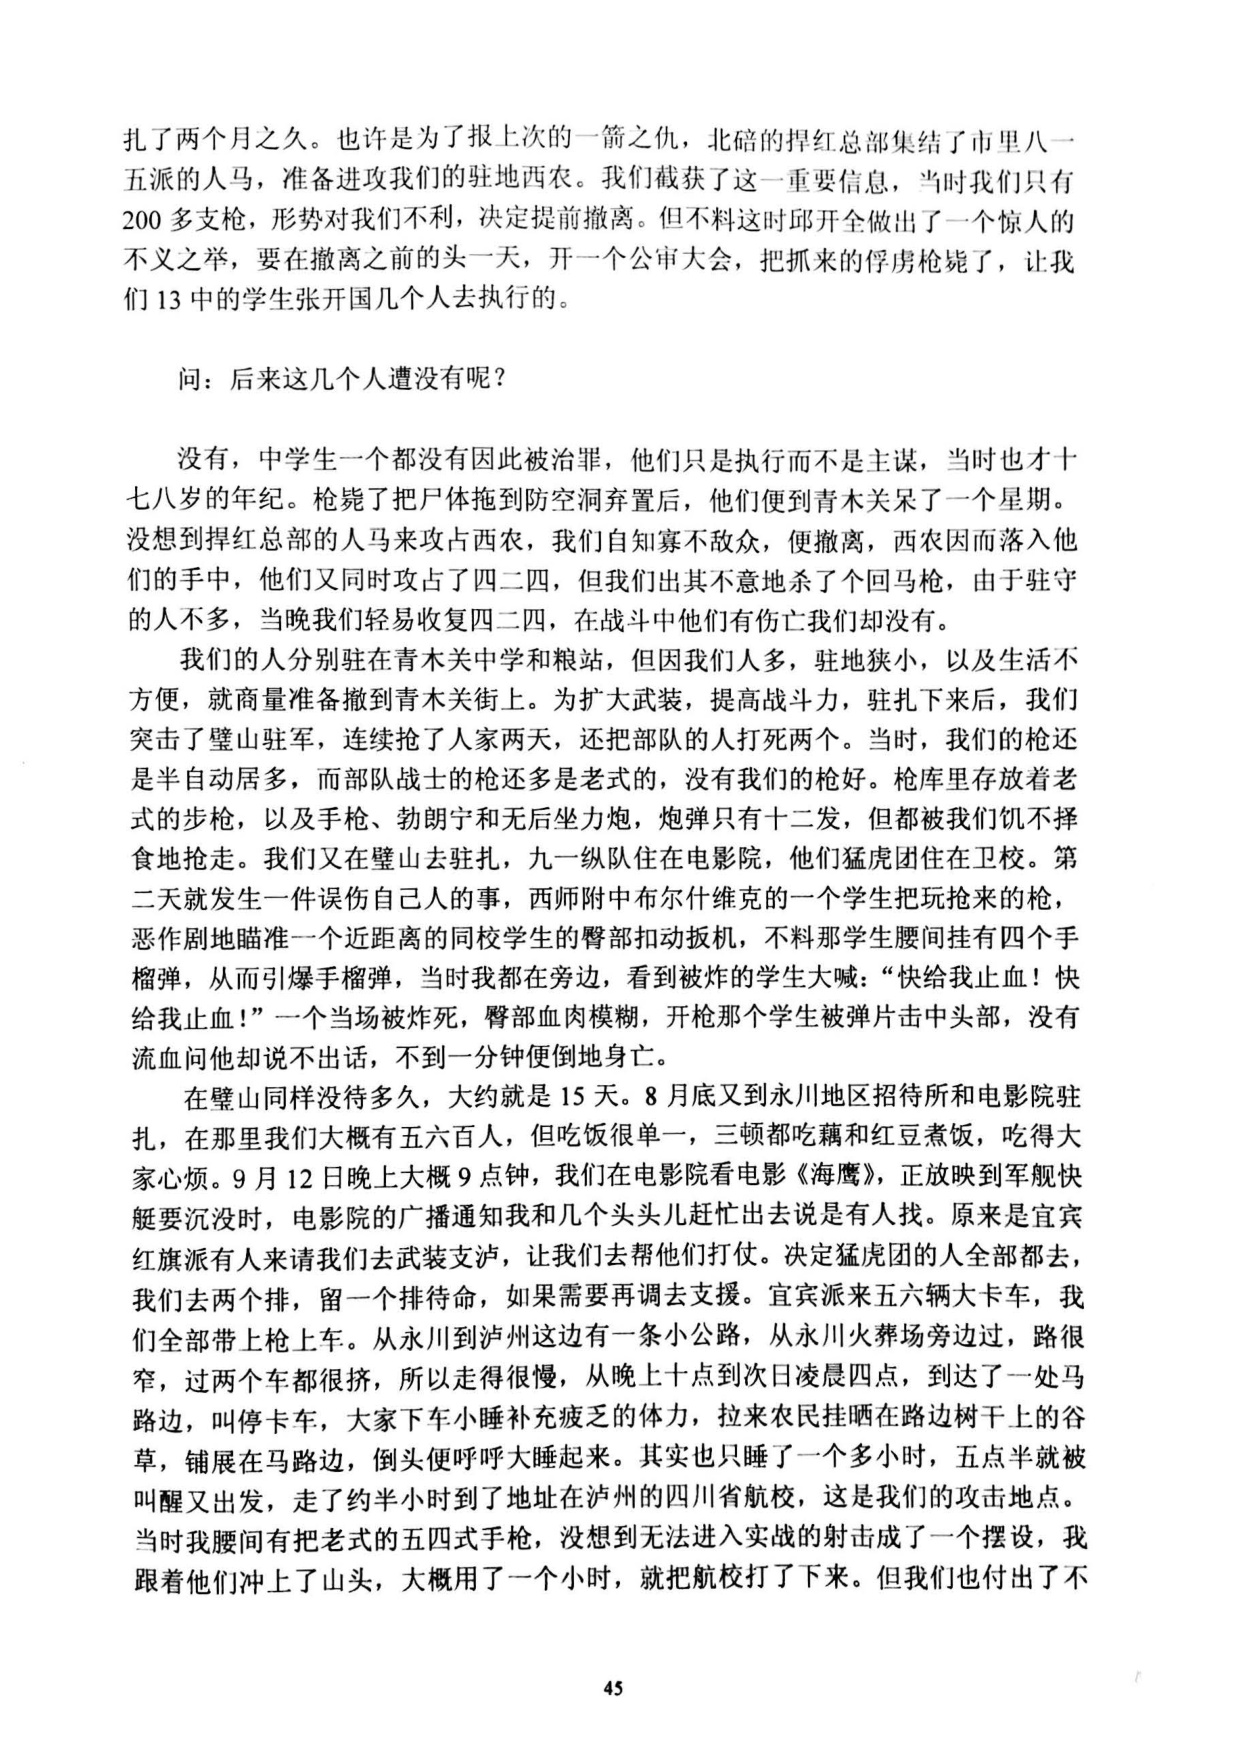 扎了两个月之久。也许是为了报上次的一箭之仇，北碚的捍红总部集结了市里八一
五派的人马，准备进攻我们的驻地西农。我们截获了这一重要信息，当时我们只有
200 多支枪，形势对我们不利，决定提前撤离。但不料这时邱开全做出了一个惊人的
不义之举，要在撤离之前的头一天，开一个公审大会，把抓来的俘虏枪毙了，让我
们 13 中的学生张开国几个人去执行的。
问：后来这几个人遭没有呢？
没有，中学生一个都没有因此被治罪，他们只是执行而不是主谋，当时也才十
七八岁的年纪。枪毙了把尸体拖到防空洞弃置后，他们便到青木关呆了一个星期。
没想到捍红总部的人马来攻占西农，我们自知寡不敌众，便撤离，西农因而落入他
们的手中，他们又同时攻占了四二四，但我们出其不意地杀了个回马枪，由于驻守
的人不多，当晚我们轻易收复四二四，在战斗中他们有伤亡我们却没有。
我们的人分别驻在青木关中学和粮站，但因我们人多，驻地狭小，以及生活不
方便，就商量准备撤到青木关街上。为扩大武装，提高战斗力，驻扎下来后，我们
突击了璧山驻军，连续抢了人家两天，还把部队的人打死两个。当时，我们的枪还
是半自动居多，而部队战士的枪还多是老式的，没有我们的枪好。枪库里存放着老
式的步枪，以及手枪、勃朗宁和无后坐力炮，炮弹只有十二发，但都被我们饥不择
食地抢走。我们又在璧山去驻扎，九一纵队住在电影院，他们猛虎团住在卫校。第
二天就发生一件误伤自己人的事，西师附中布尔什维克的一个学生把玩抢来的枪，
恶作剧地瞄准一个近距离的同校学生的臀部扣动扳机，不料那学生腰间挂有四个手
榴弹，从而引爆手榴弹，当时我都在旁边，看到被炸的学生大喊：“快给我止血！快
给我止血！”一个当场被炸死，臀部血肉模糊，开枪那个学生被弹片击中头部，没有
流血问他却说不出话，不到一分钟便倒地身亡。
在璧山同样没待多久，大约就是 15 天。8 月底又到永川地区招待所和电影院驻
扎，在那里我们大概有五六百人，但吃饭很单一，三顿都吃藕和红豆煮饭，吃得大
家心烦。9 月 12 日晚上大概 9 点钟，我们在电影院看电影《海鹰》，正放映到军舰快
艇要沉没时，电影院的广播通知我和几个头头儿赶忙出去说是有人找。原来是宜宾
红旗派有人来请我们去武装支泸，让我们去帮他们打仗。决定猛虎团的人全部都去，
我们去两个排，留一个排待命，如果需要再调去支援。宜宾派来五六辆大卡车，我
们全部带上枪上车。从永川到泸州这边有一条小公路，从永川火葬场旁边过，路很
窄，过两个车都很挤，所以走得很慢，从晚上十点到次日凌晨四点，到达了一处马
路边，叫停卡车，大家下车小睡补充疲乏的体力，拉来农民挂晒在路边树干上的谷
草，铺展在马路边，倒头便呼呼大睡起来。其实也只睡了一个多小时，五点半就被
叫醒又出发，走了约半小时到了地址在泸州的四川省航校，这是我们的攻击地点。
当时我腰间有把老式的五四式手枪，没想到无法进入实战的射击成了一个摆设，我
跟着他们冲上了山头，大概用了一个小时，就把航校打了下来。但我们也付出了不
45